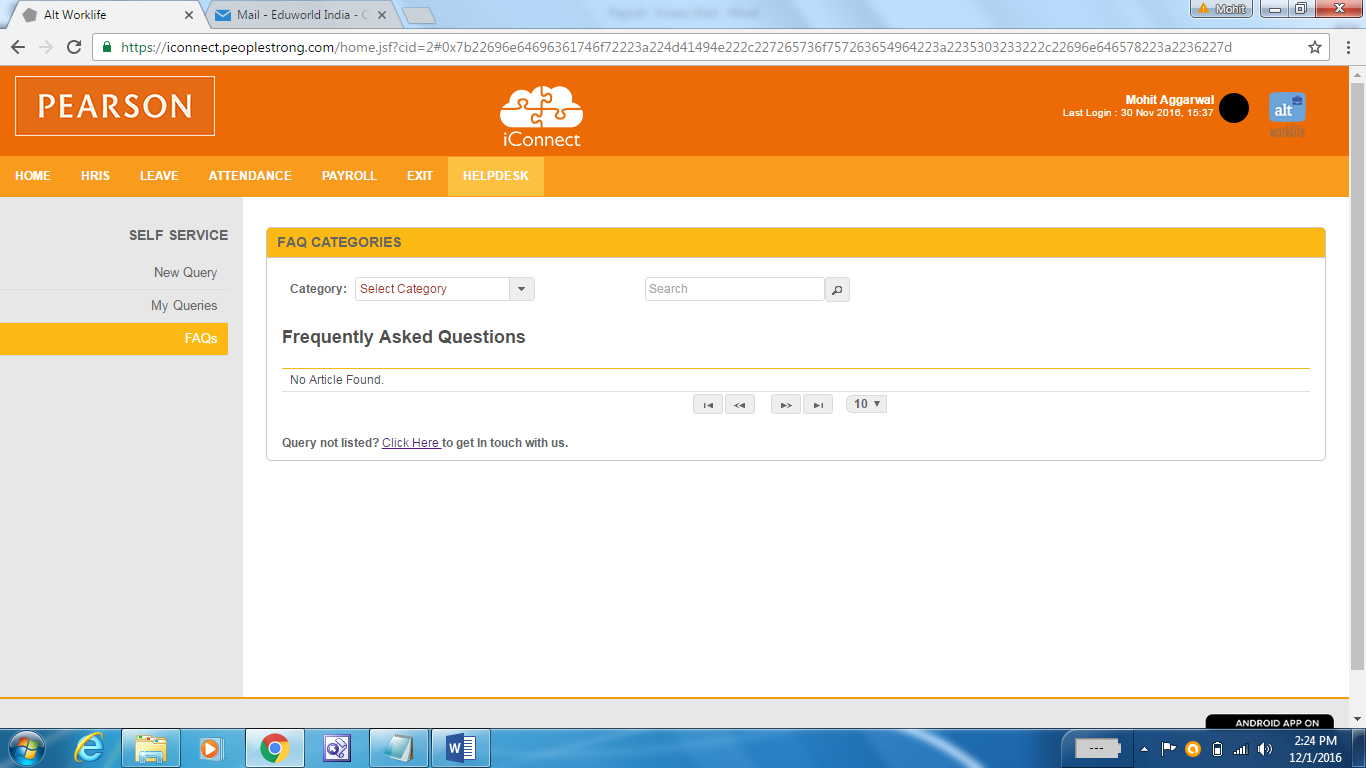 Alt Worklife
Mail - Eduworld India - O
Mohit
https://iconnect.peoplestrong.com/home.jsf?cid=2#0x7b22696e64696361746f72223a224d41494e222c227265736f757263654964223a2235303233222c22696e646578223a2236227d
PEARSON
iConnect
Mohit Aggarwal
Last Login : 30 Nov 2016, 15:37
alt
worklife
HOME HRIS LEAVE ATTENDANCE PAYROLL EXIT HELPDESK
SELF SERVICE
New Query
My Queries
FAQs
FAQ CATEGORIES
Category: Select Category
Search
Frequently Asked Questions
No Article Found.
10
Query not listed? Click Here to get In touch with us.
ANDROID APP ON
2:24 PM
12/1/2016